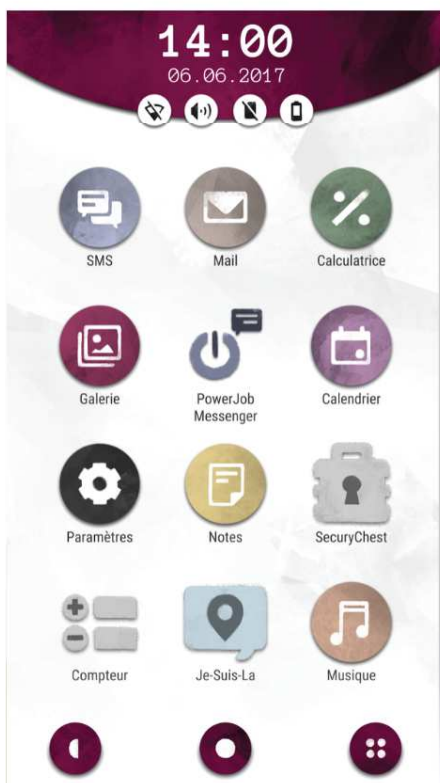 14:00
06.06.2017
SMS
Mail
Calculatrice
Galerie
PowerJob
Messenger
Calendrier
Paramètres
Notes
SecuryChest
Compteur
Je-Suis-La
Musique